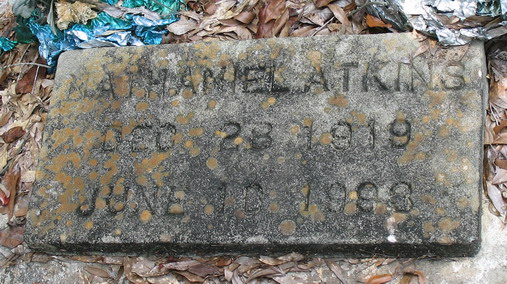 NATHANIEL ATKINS
DEC 28 1919
JUNE 10 1993